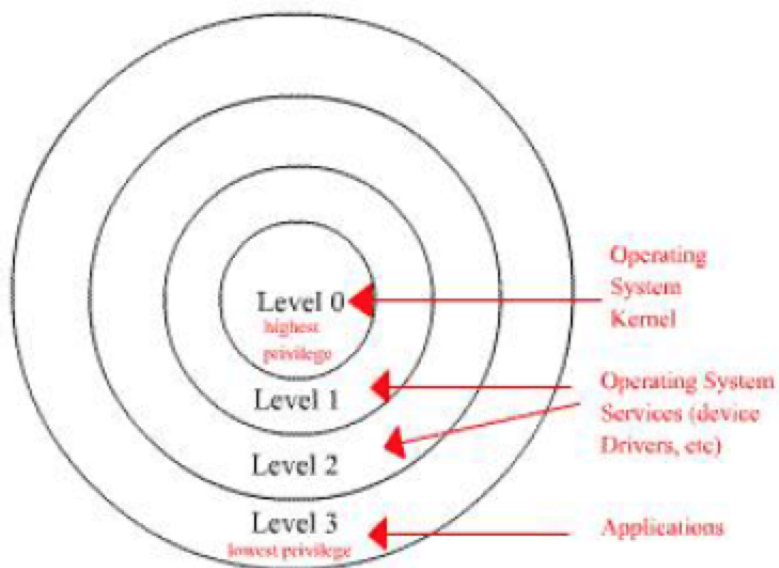 Level 0
highest
privilege
Level 1
Level 2
Level 3
lowest privilege
Operating
System
Kernel
Operating System
Services (device
Drivers, etc)
Applications